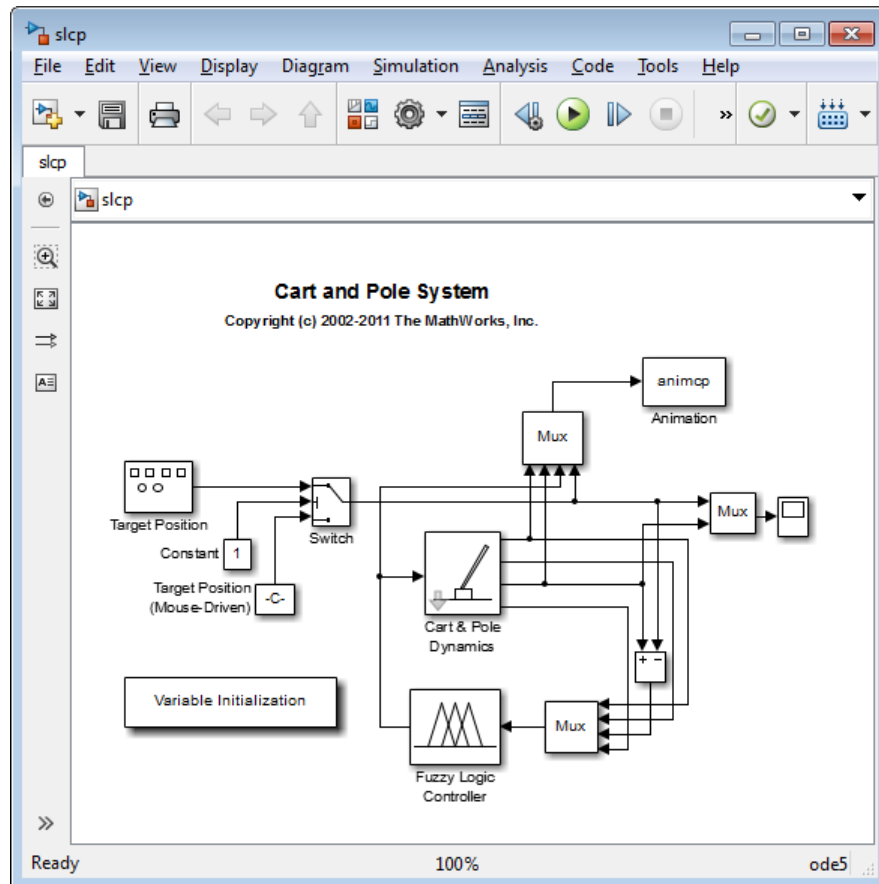 slcp
File Edit View Display Diagram Simulation Analysis Code Tools Help
»
slcp
slcp
Cart and Pole System
Copyright (c) 2002-2011 The MathWorks, Inc.
animcp
Animation
Mux
Target Position
Switch
Mux
Constant
1
Target Position
(Mouse-Driven)
-C-
Cart & Pole
Dynamics
+ -
Variable Initialization
Mux
Fuzzy Logic
Controller
»
Ready 100% ode5